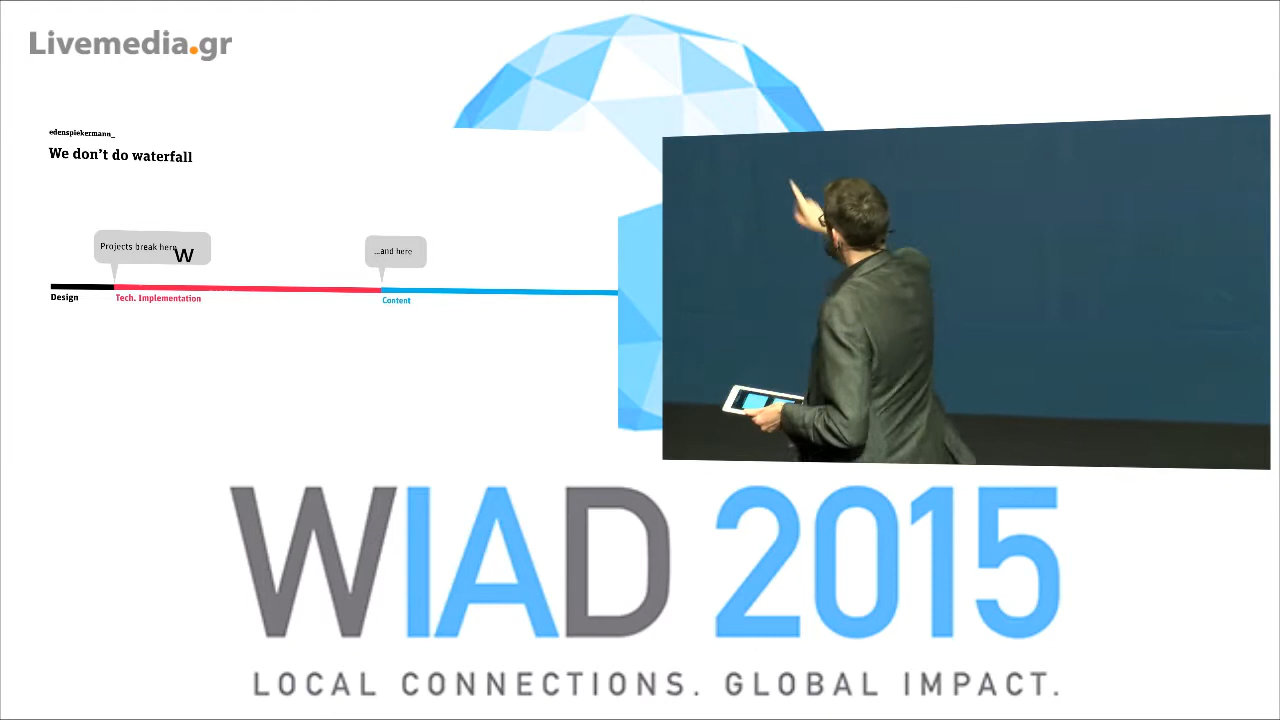 Livemedia.gr
edenspiekermann_
We don't do waterfall
Projects break here
W
...and here
Design
Tech. Implementation
Content
WIAD 2015
LOCAL CONNECTIONS. GLOBAL IMPACT.